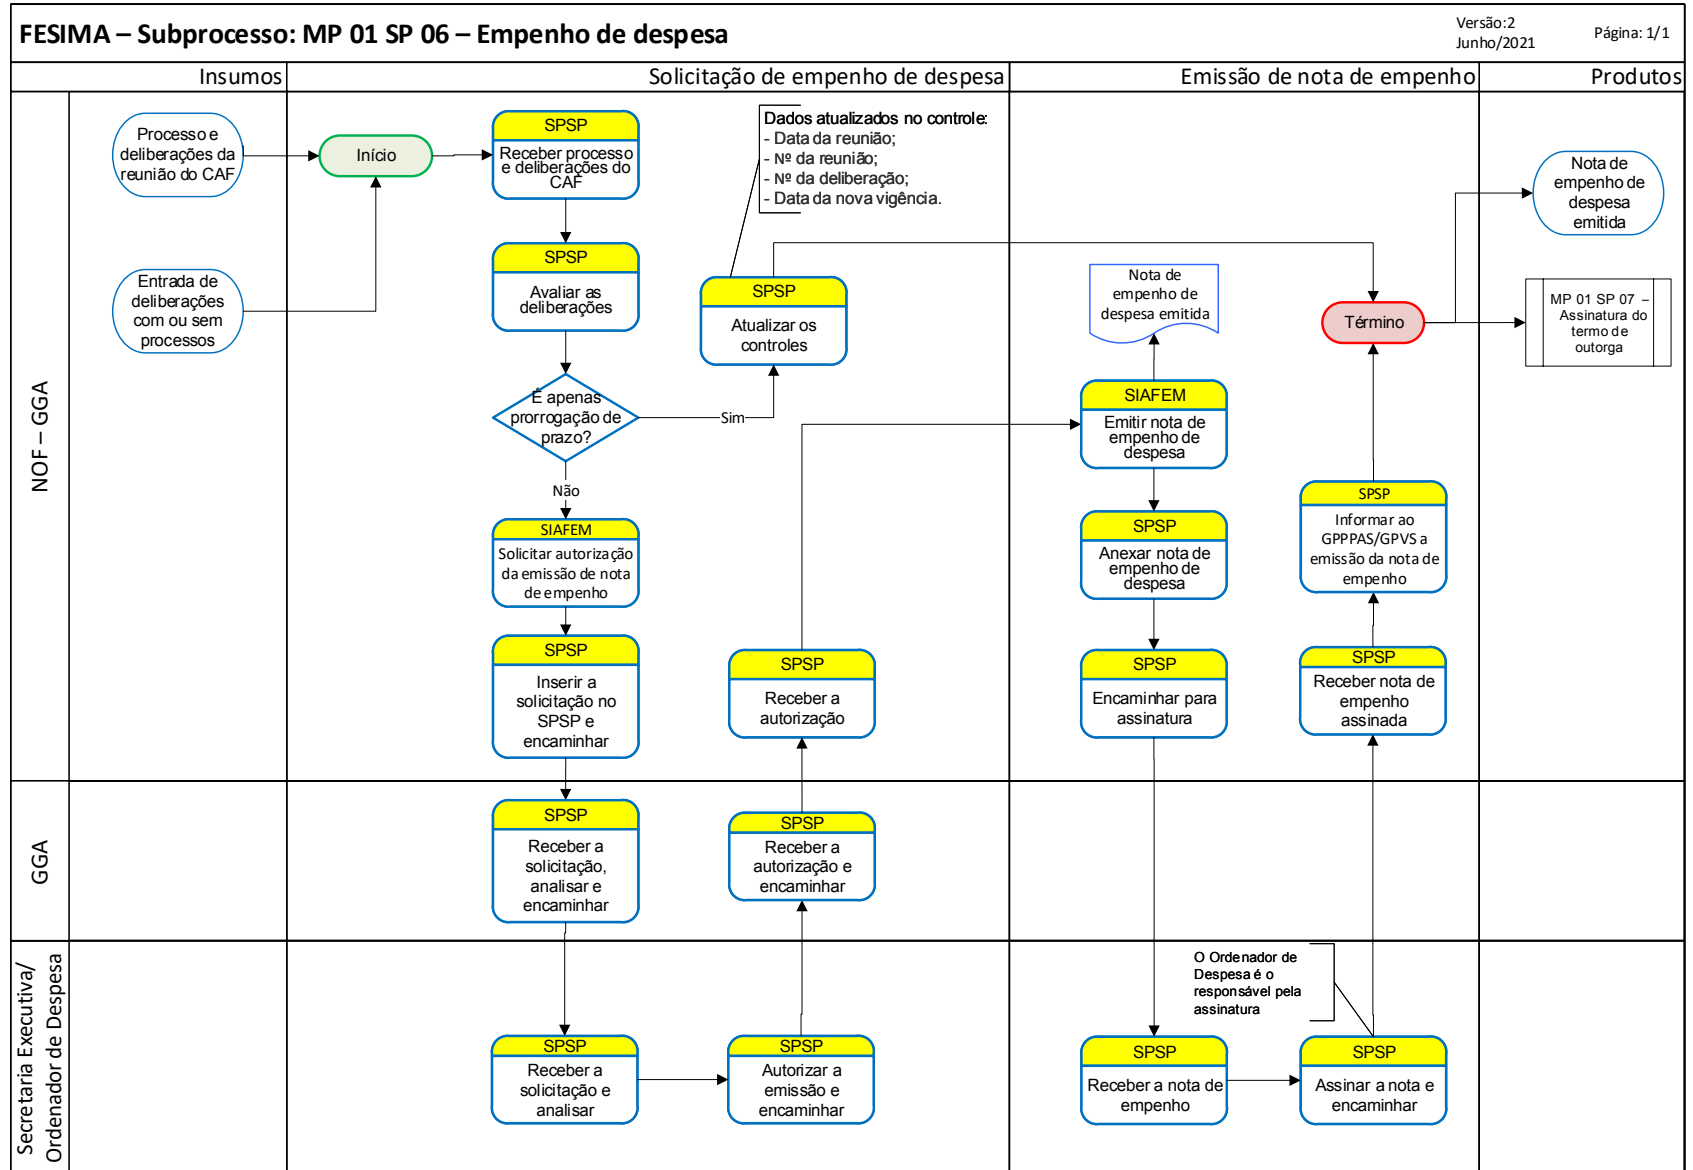 FESIMA – Subprocesso: MP 01 SP 06 – Empenho de despesa
Versão:2
Junho/2021
Página: 1/1
Insumos
Solicitação de empenho de despesa
Emissão de nota de empenho
Produtos
NOF – GGA
Processo e
deliberações da
reunião do CAF
Entrada de
deliberações
com ou sem
processos
Início
SPSP
Receber processo
e deliberações do
CAF
SPSP
Avaliar as
deliberações
É apenas
prorrogação de
prazo?
Sim
Não
Dados atualizados no controle:
- Data da reunião;
- Nº da reunião;
- Nº da deliberação;
- Data da nova vigência.
SPSP
Atualizar os
controles
SIAFEM
Solicitar autorização
da emissão de nota
de empenho
SPSP
Inserir a
solicitação no
SPSP e
encaminhar
SPSP
Receber a
autorização
Nota de
empenho de
despesa emitida
SIAFEM
Emitir nota de
empenho de
despesa
SPSP
Anexar nota de
empenho de
despesa
SPSP
Encaminhar para
assinatura
Término
SPSP
Informar ao
GPPPAS/GPVS a
emissão da nota de
empenho
SPSP
Receber nota de
empenho
assinada
Nota de
empenho de
despesa
emitida
MP 01 SP 07 –
Assinatura do
termo de
outorga
GGA
SPSP
Receber a
solicitação,
analisar e
encaminhar
SPSP
Receber a
autorização e
encaminhar
Secretaria Executiva/
Ordenador de Despesa
SPSP
Receber a
solicitação e
analisar
SPSP
Autorizar a
emissão e
encaminhar
O Ordenador de
Despesa é o
responsável pela
assinatura
SPSP
Receber a nota de
empenho
SPSP
Assinar a nota e
encaminhar